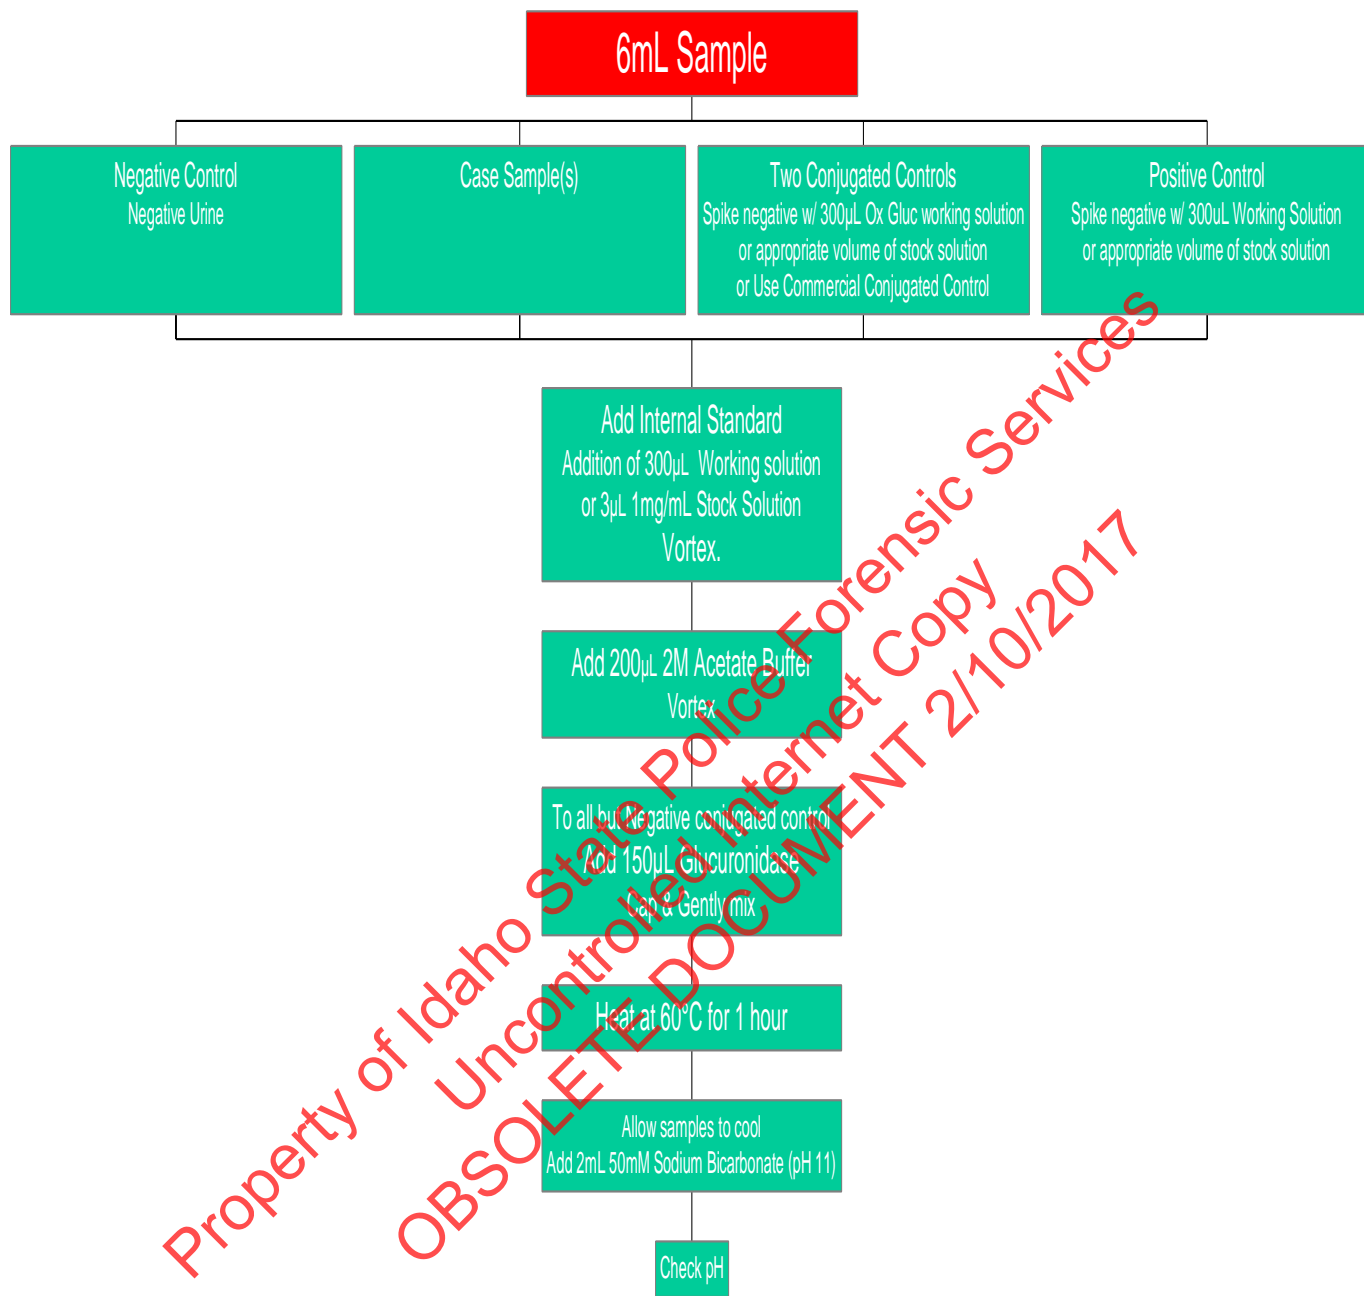 6mL Sample
Negative Control
Negative Urine
Case Sample(s)
Two Conjugated Controls
Spike negative w/ 300µL Ox Gluc working solution
or appropriate volume of stock solution
or Use Commercial Conjugated Control
Positive Control
Spike negative w/ 300uL Working Solution
or appropriate volume of stock solution
Add Internal Standard
Addition of 300µL Working solution
or 3µL 1mg/mL Stock Solution
Vortex.
Add 200µL 2M Acetate Buffer
Vortex
To all but Negative conjugated control
Add 150µL Glucuronidase
Cap & Gently mix
Heat at 60°C for 1 hour
Allow samples to cool
Add 2mL 50mM Sodium Bicarbonate (pH 11)
Check pH
Property of Idaho State Police Forensic Services
Uncontrolled Internet Copy
OBSOLETE DOCUMENT 2/10/2017